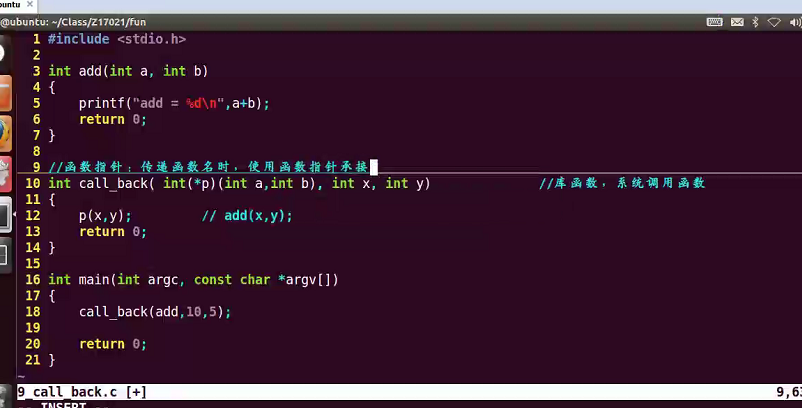 ubuntu
@ubuntu: ~/Class/Z17021/fun
1 #include <stdio.h>
2
3 int add(int a, int b)
4 {
5 printf("add = %d\n",a+b);
6 return 0;
7 }
8
9 //函数指针：传递函数名时，使用函数指针承接
10 int call_back( int(*p)(int a,int b), int x, int y) //库函数，系统调用函数
11 {
12 p(x,y); // add(x,y);
13 return 0;
14 }
15
16 int main(int argc, const char *argv[])
17 {
18 call_back(add,10,5);
19
20 return 0;
21 }
~
9_call_back.c [+] 9,63
-- INSERT --